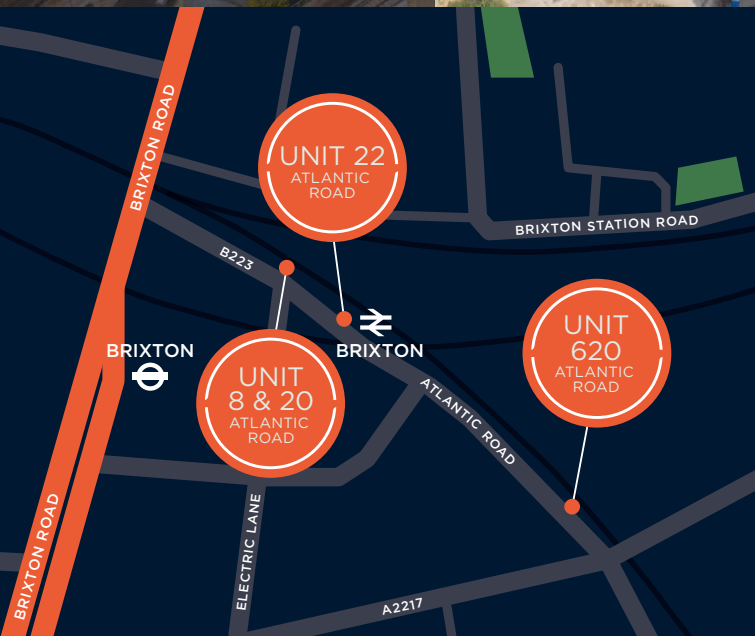 BRIXTON ROAD
UNIT 22
ATLANTIC
ROAD
BRIXTON STATION ROAD
B223
BRIXTON
BRIXTON
UNIT
620
ATLANTIC
ROAD
UNIT
8 & 20
ATLANTIC
ROAD
ATLANTIC ROAD
BRIXTON ROAD
ELECTRIC LANE
A2217